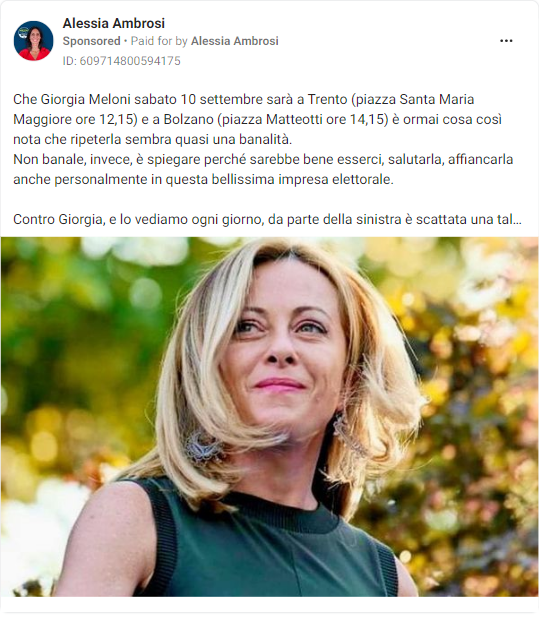 Alessia Ambrosi
Sponsored • Paid for by Alessia Ambrosi
ID: 609714800594175
Che Giorgia Meloni sabato 10 settembre sarà a Trento (piazza Santa Maria
Maggiore ore 12,15) e a Bolzano (piazza Matteotti ore 14,15) è ormai cosa così
nota che ripeterla sembra quasi una banalità.
Non banale, invece, è spiegare perché sarebbe bene esserci, salutarla, affiancarla
anche personalmente in questa bellissima impresa elettorale.
Contro Giorgia, e lo vediamo ogni giorno, da parte della sinistra è scattata una tal…